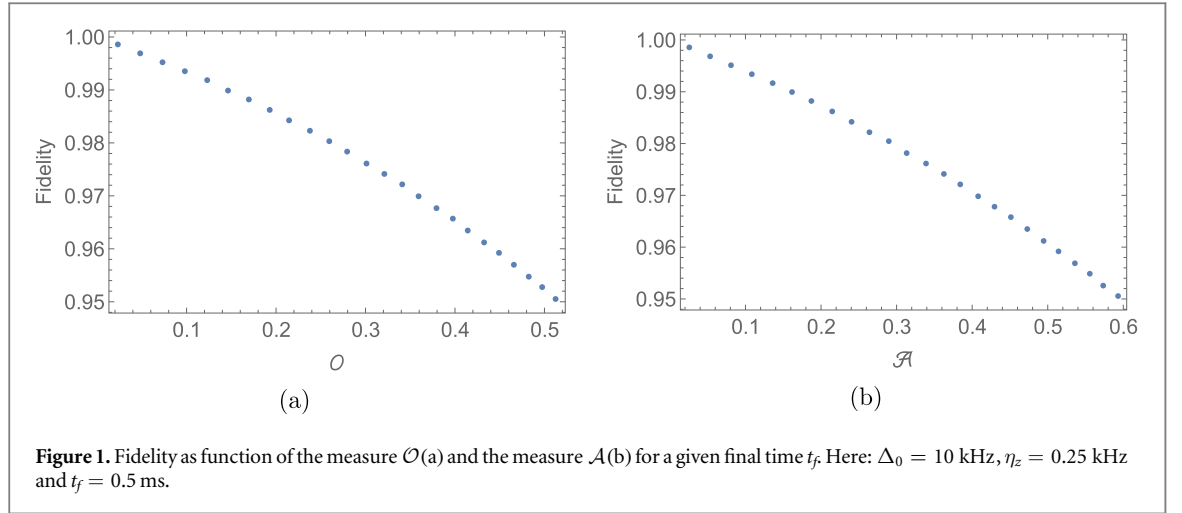 1.00
0.99
0.98
0.97
0.96
0.95
Fidelity
0.1 0.2 0.3 0.4 0.5
𝒪
(a)
1.00
0.99
0.98
0.97
0.96
0.95
Fidelity
0.1 0.2 0.3 0.4 0.5 0.6
𝒜
(b)
Figure 1. Fidelity as function of the measure 𝒪(a) and the measure 𝒜(b) for a given final time t_f. Here: Δ₀ = 10 kHz, η_z = 0.25 kHz
and t_f = 0.5 ms.